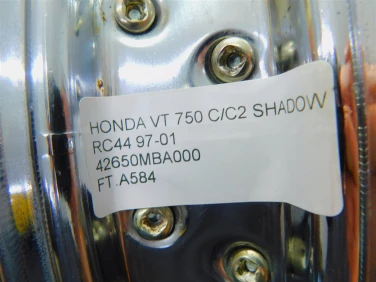 HONDA VT 750 C/C2 SHADOW
RC44 97-01
42650MBA000
FT.A584